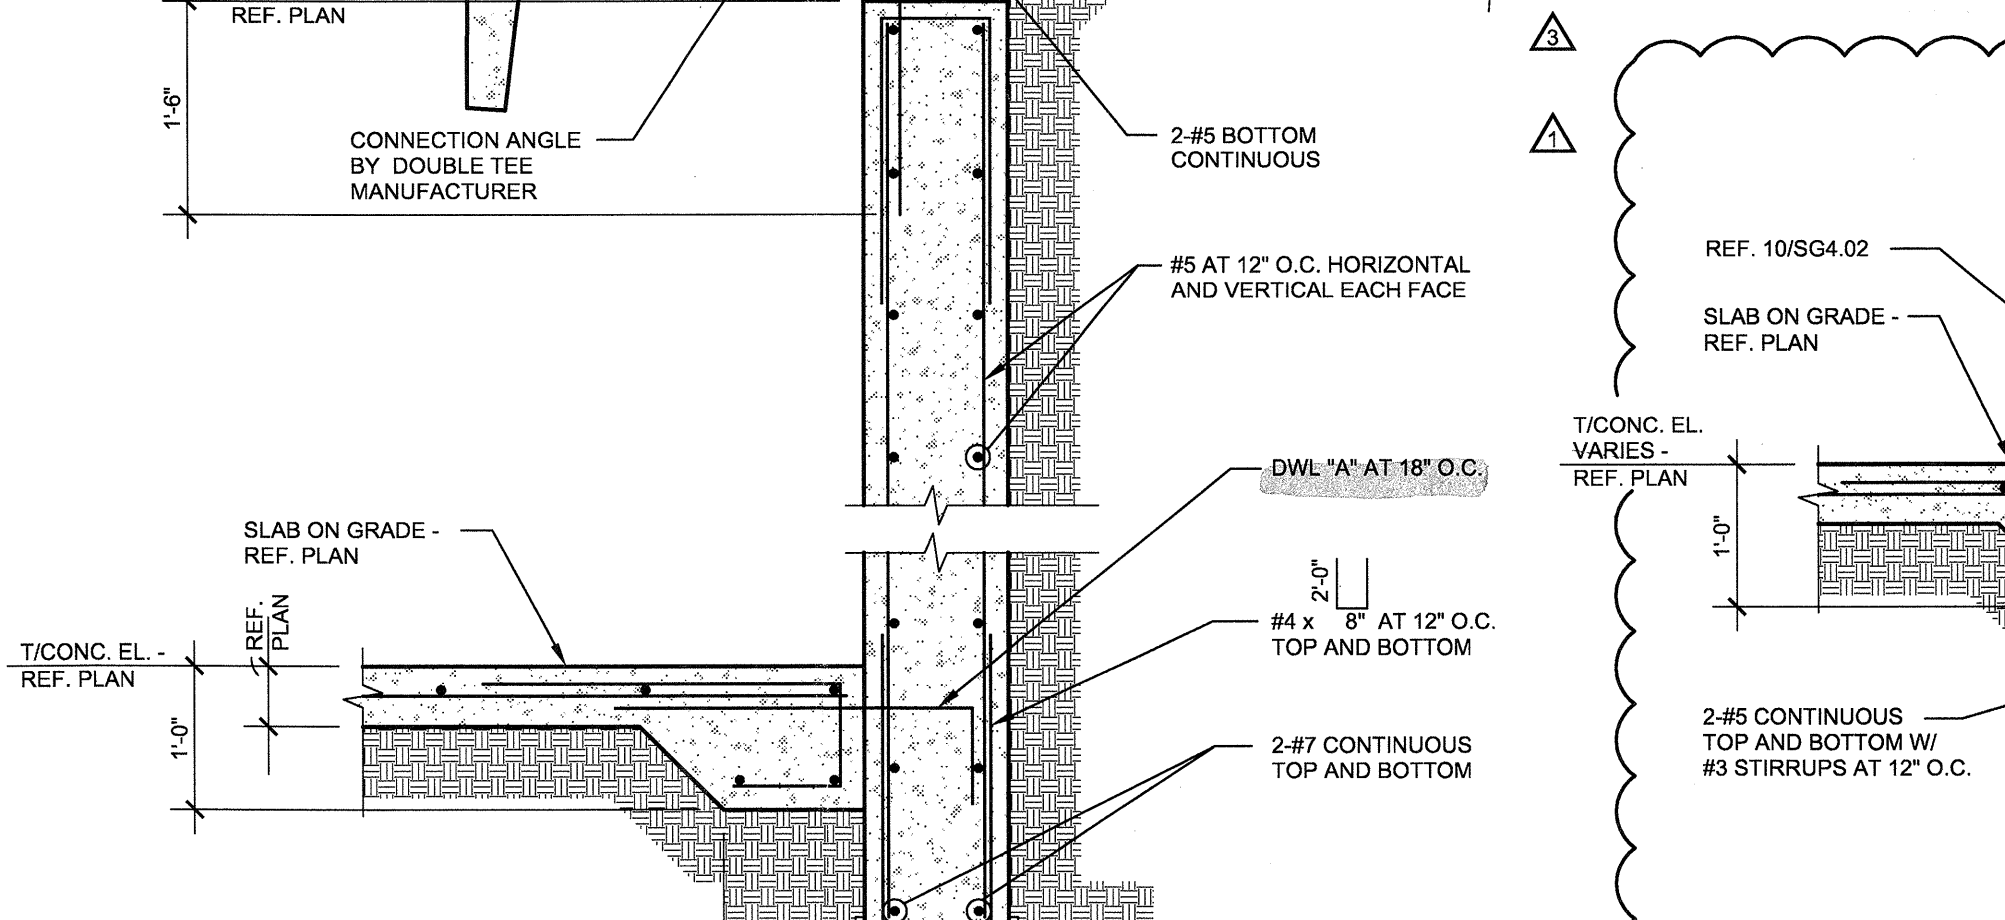 REF. PLAN
1'-6"
CONNECTION ANGLE
BY DOUBLE TEE
MANUFACTURER
2-#5 BOTTOM
CONTINUOUS
#5 AT 12" O.C. HORIZONTAL
AND VERTICAL EACH FACE
DWL "A" AT 18" O.C.
2'-0"
#4 x 8" AT 12" O.C.
TOP AND BOTTOM
2-#7 CONTINUOUS
TOP AND BOTTOM
SLAB ON GRADE -
REF. PLAN
(REF.
PLAN
T/CONC. EL. -
REF. PLAN
1'-0"
3
1
REF. 10/SG4.02
SLAB ON GRADE -
REF. PLAN
T/CONC. EL.
VARIES -
REF. PLAN
1'-0"
2-#5 CONTINUOUS
TOP AND BOTTOM W/
#3 STIRRUPS AT 12" O.C.